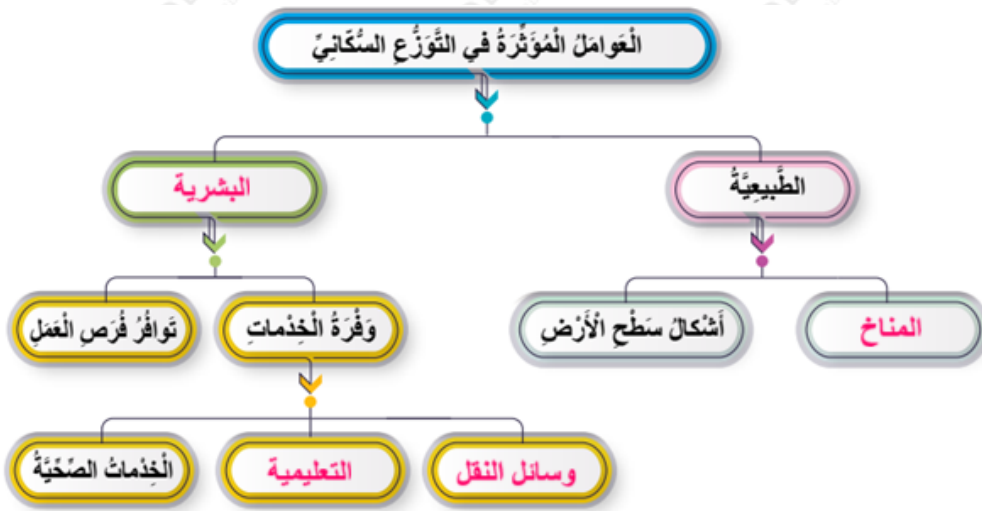 الْعَوامَلُ الْمُؤَثِّرَةُ في التَّوَزُّعِ السُّكّانِيِّ
الطَّبيعِيَّةُ
البشرية
المناخ
أَشْكالُ سَطْحِ الْأَرْضِ
وَفْرَةُ الْخِدْماتِ
تَوافُرُ فُرَصِ الْعَمَلِ
وسائل النقل
التعليمية
الْخِدْماتُ الصِّحِّيَّةُ